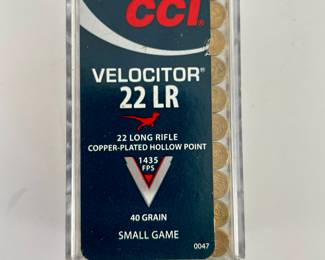 CCI®
VELOCITOR®
22 LR
22 LONG RIFLE
COPPER-PLATED HOLLOW POINT
1435
FPS
40 GRAIN
SMALL GAME
0047